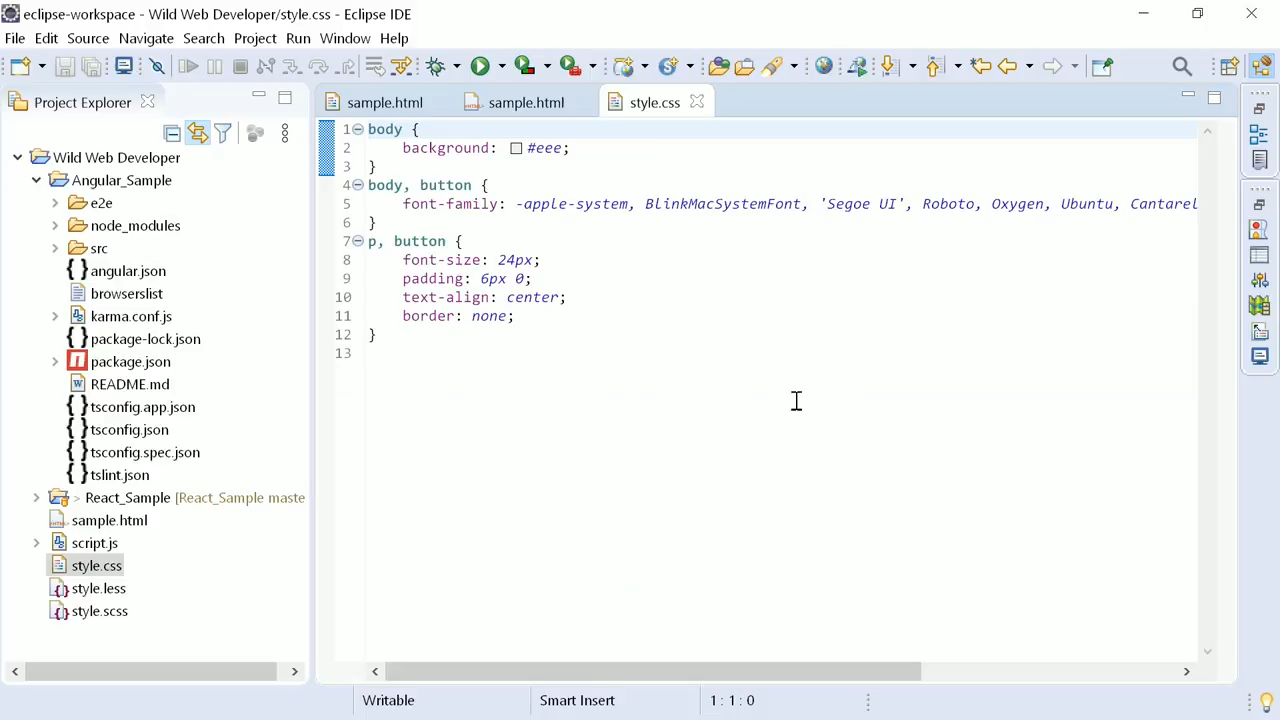 eclipse-workspace - Wild Web Developer/style.css - Eclipse IDE
File Edit Source Navigate Search Project Run Window Help
Project Explorer
sample.html sample.html style.css
Wild Web Developer
Angular_Sample
e2e
node_modules
src
angular.json
browserslist
karma.conf.js
package-lock.json
package.json
README.md
tsconfig.app.json
tsconfig.json
tsconfig.spec.json
tslint.json
> React_Sample [React_Sample maste
sample.html
script.js
style.css
style.less
style.scss
1 body {
2 background: #eee;
3 }
4 body, button {
5 font-family: -apple-system, BlinkMacSystemFont, 'Segoe UI', Roboto, Oxygen, Ubuntu, Cantarel
6 }
7 p, button {
8 font-size: 24px;
9 padding: 6px 0;
10 text-align: center;
11 border: none;
12 }
13
Writable Smart Insert 1 : 1 : 0